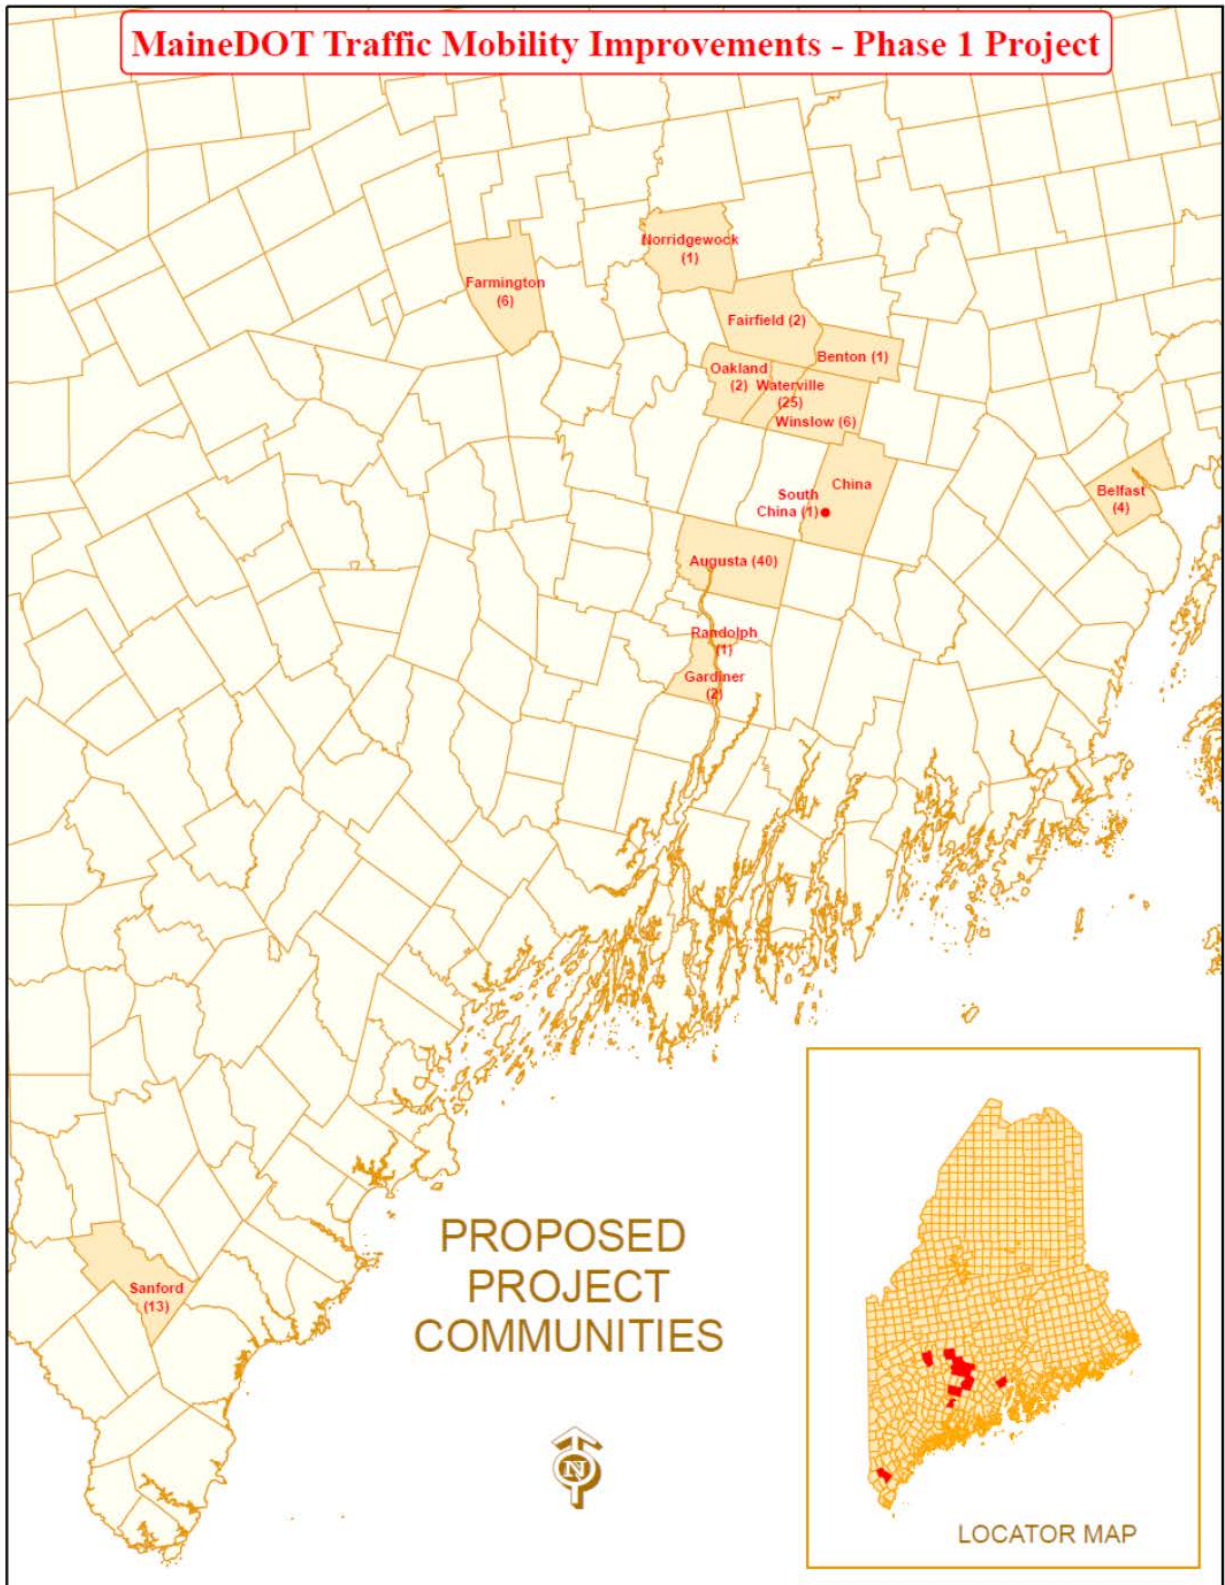 MaineDOT Traffic Mobility Improvements - Phase 1 Project
Norridgewock
(1)
Farmington
(6)
Fairfield (2)
Benton (1)
Oakland
(2)
Waterville
(25)
Winslow (6)
China
South
China (1)
Belfast
(4)
Augusta (40)
Randolph
(1)
Gardiner
(2)
Sanford
(13)
PROPOSED
PROJECT
COMMUNITIES
N
LOCATOR MAP